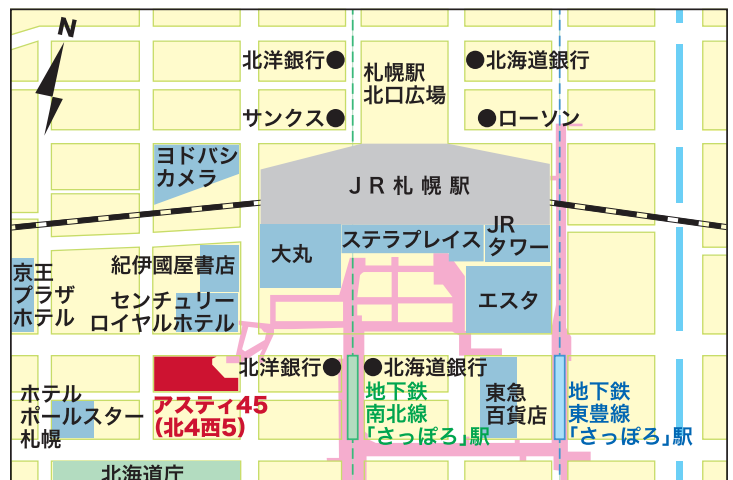 N
北洋銀行
北海道銀行
札幌駅
北口広場
サンクス
ローソン
ヨドバシ
カメラ
JR札幌駅
JR
タワー
ステラプレイス
大丸
紀伊國屋書店
京王
プラザ
ホテル
センチュリー
ロイヤルホテル
エスタ
北洋銀行
北海道銀行
ホテル
ポールスター
札幌
アスティ45
(北4西5)
地下鉄
南北線
「さっぽろ」駅
東急
百貨店
地下鉄
東豊線
「さっぽろ」駅
北海道庁